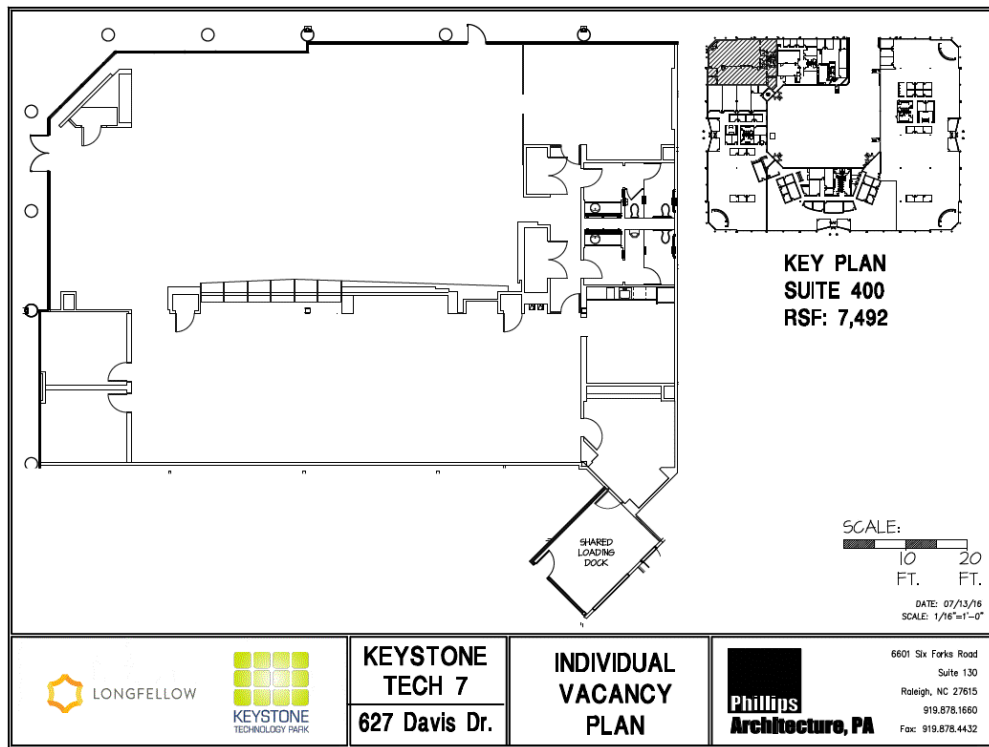 KEY PLAN
SUITE 400
RSF: 7,492
SHARED
LOADING
DOCK
SCALE:
10 20
FT. FT.
DATE: 07/13/16
SCALE: 1/16"=1'-0"
LONGFELLOW
KEYSTONE
TECHNOLOGY PARK
KEYSTONE
TECH 7
627 Davis Dr.
INDIVIDUAL
VACANCY
PLAN
Phillips
Architecture, PA
6601 Six Forks Road
Suite 130
Raleigh, NC 27615
919.878.1660
Fax: 919.878.4432